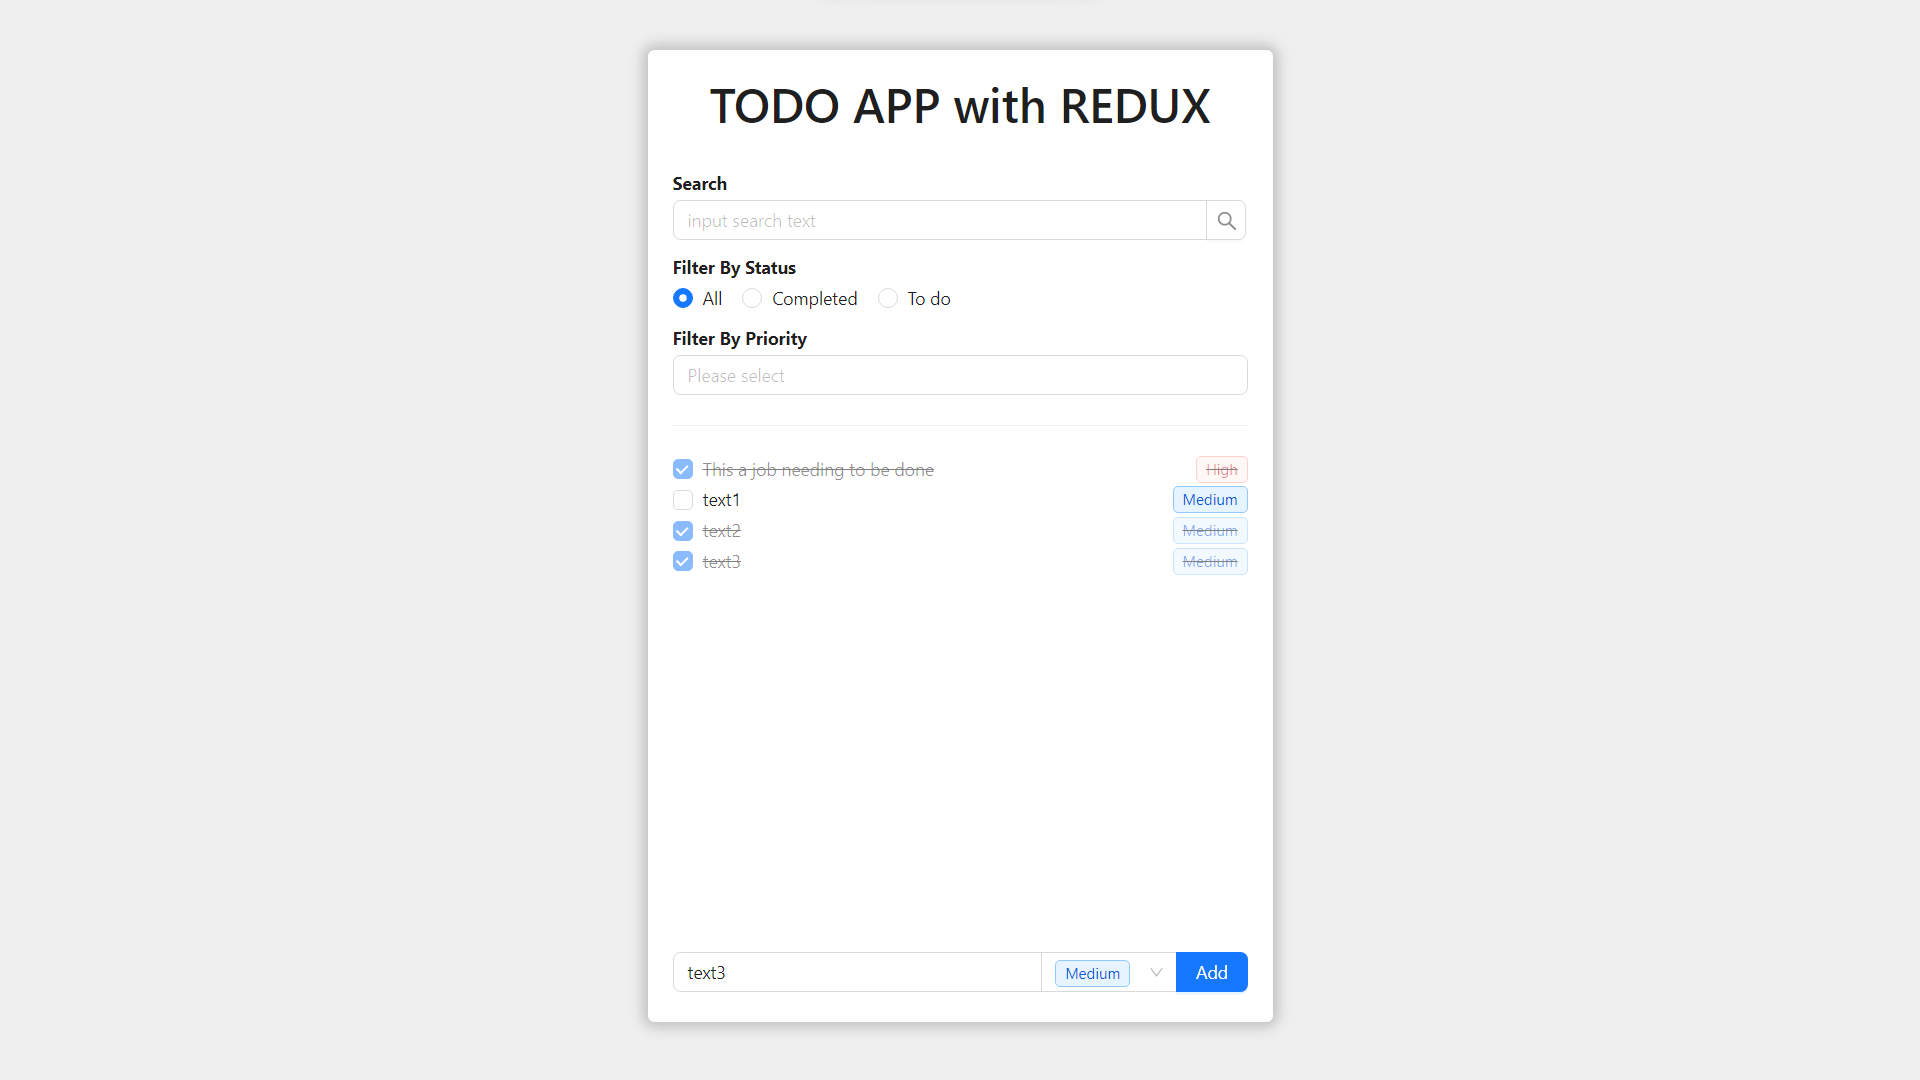 TODO APP with REDUX
Search
input search text
Filter By Status
All Completed To do
Filter By Priority
Please select
This a job needing to be done High
text1 Medium
text2 Medium
text3 Medium
text3 Medium Add